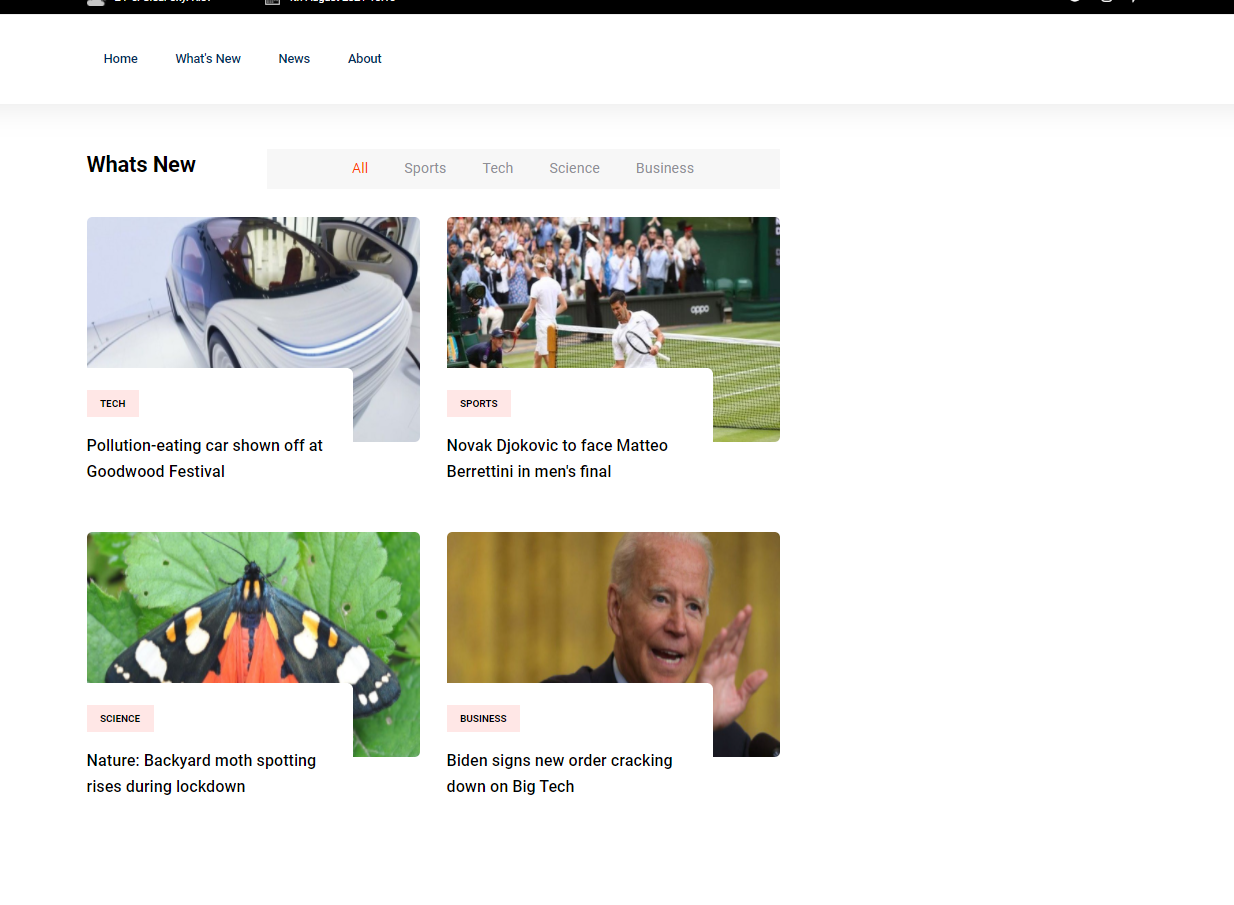 Home What's New News About
Whats New
All Sports Tech Science Business
oppo
TECH
Pollution-eating car shown off at
Goodwood Festival
SPORTS
Novak Djokovic to face Matteo
Berrettini in men's final
SCIENCE
Nature: Backyard moth spotting
rises during lockdown
BUSINESS
Biden signs new order cracking
down on Big Tech